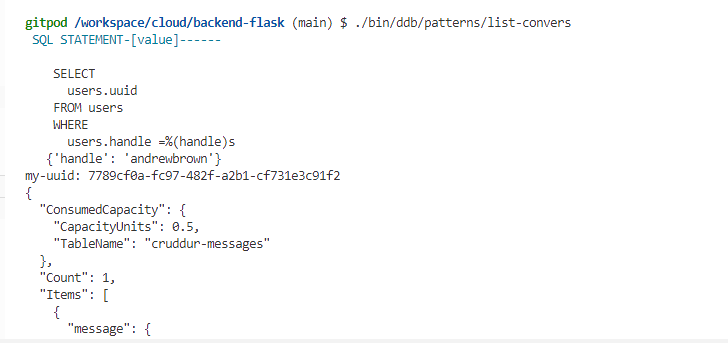 gitpod /workspace/cloud/backend-flask (main) $ ./bin/ddb/patterns/list-convers
SQL STATEMENT-[value]------
SELECT
users.uuid
FROM users
WHERE
users.handle =%(handle)s
{'handle': 'andrewbrown'}
my-uuid: 7789cf0a-fc97-482f-a2b1-cf731e3c91f2
{
"ConsumedCapacity": {
"CapacityUnits": 0.5,
"TableName": "cruddur-messages"
},
"Count": 1,
"Items": [
{
"message": {